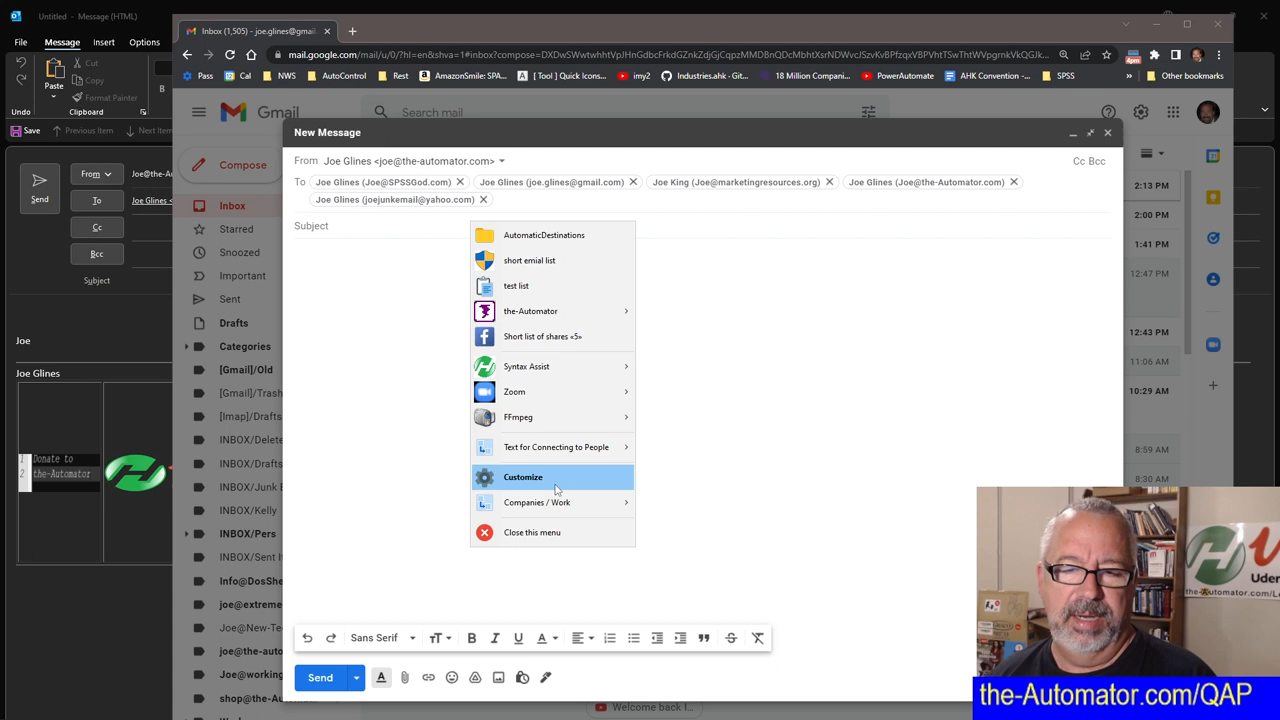 Untitled - Message (HTML)
File
Message
Insert
Options
Paste
Cut
Copy
Format Painter
Undo
Clipboard
Save
Previous Item
Next Item
Send
From
Joe@the-a
To
Joe Glines <
Cc
Bcc
Subject
Joe
Joe Glines
1 Donate to
2 the-Automator
Inbox (1,505) - joe.glines@gmail.
Pass
Cal
NWS
AutoControl
Rest
AmazonSmile: SPA...
[ Tool ] Quick Icons...
imy2
Industries.ahk - Git...
18 Million Compani...
PowerAutomate
AHK Convention -
SPSS
Other bookmarks
4pm
Gmail
Search mail
Compose
Inbox
Starred
Snoozed
Important
Sent
Drafts
Categories
[Gmail]/Old
[Gmail]/Trash
[Imap]/Drafts
INBOX/Delete
INBOX/Drafts
INBOX/Junk E
INBOX/Kelly
INBOX/Pers
INBOX/Sent It
Info@DosShe
joe@extreme
Joe@New-Te
joe@the-auto
Joe@working
shop@the-Au
New Message
From Joe Glines <joe@the-automator.com>
Cc Bcc
To Joe Glines (Joe@SPSSGod.com) Joe Glines (joe.glines@gmail.com) Joe King (Joe@marketingresources.org) Joe Glines (Joe@the-Automator.com)
Joe Glines (joejunkemail@yahoo.com)
Subject
AutomaticDestinations
short emial list
test list
the-Automator
Short list of shares «5»
Syntax Assist
Zoom
FFmpeg
Text for Connecting to People
Customize
Companies / Work
Close this menu
Sans Serif
Send
2:13 PM
2:00 PM
1:41 PM
12:47 PM
12:43 PM
11:06 AM
10:29 AM
8:59 AM
8:30 AM
Welcome back
Udem
the-Automator.com/L
the-Automator.com/QAP